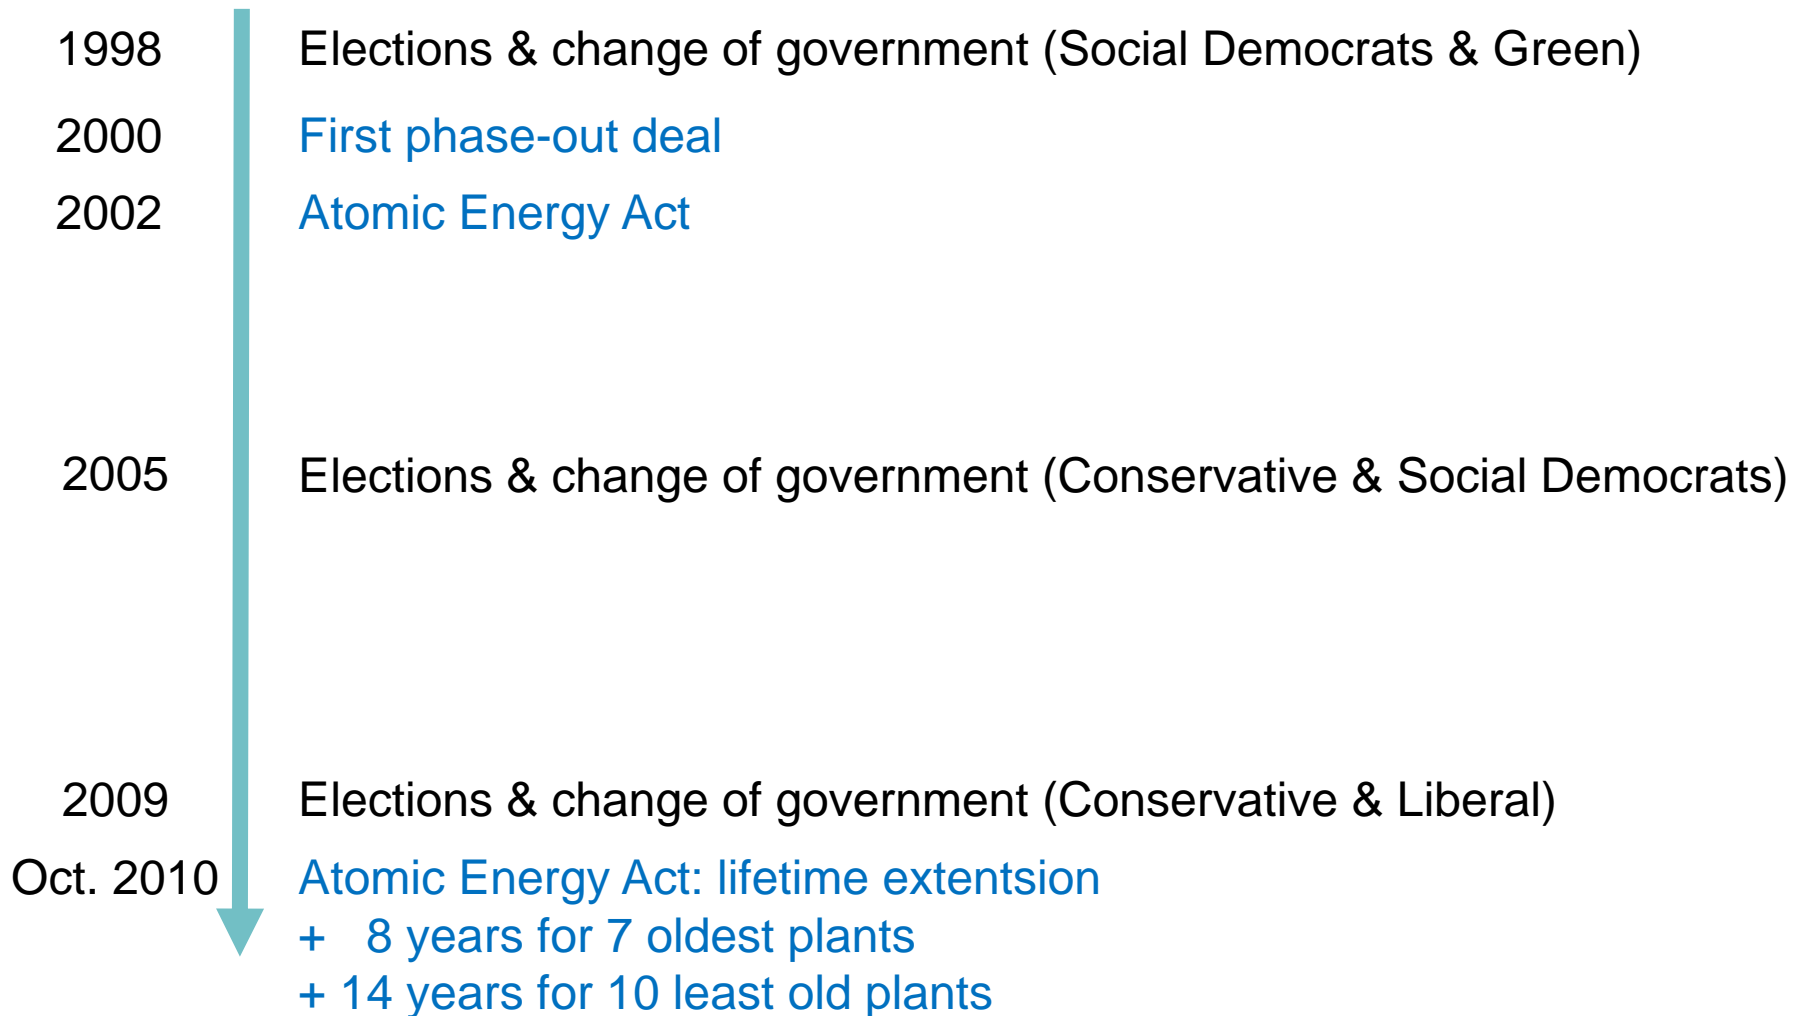 1998 Elections & change of government (Social Democrats & Green)
2000 First phase-out deal
2002 Atomic Energy Act
2005 Elections & change of government (Conservative & Social Democrats)
2009 Elections & change of government (Conservative & Liberal)
Oct. 2010 Atomic Energy Act: lifetime extentsion
+ 8 years for 7 oldest plants
+ 14 years for 10 least old plants